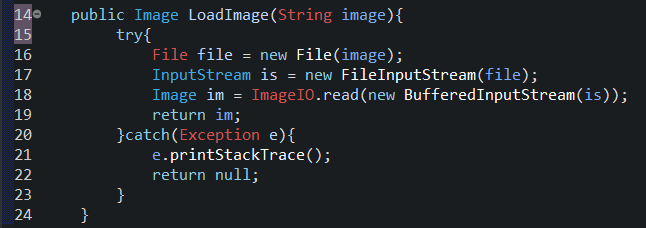 14 public Image LoadImage(String image){
15 try{
16 File file = new File(image);
17 InputStream is = new FileInputStream(file);
18 Image im = ImageIO.read(new BufferedInputStream(is));
19 return im;
20 }catch(Exception e){
21 e.printStackTrace();
22 return null;
23 }
24 }